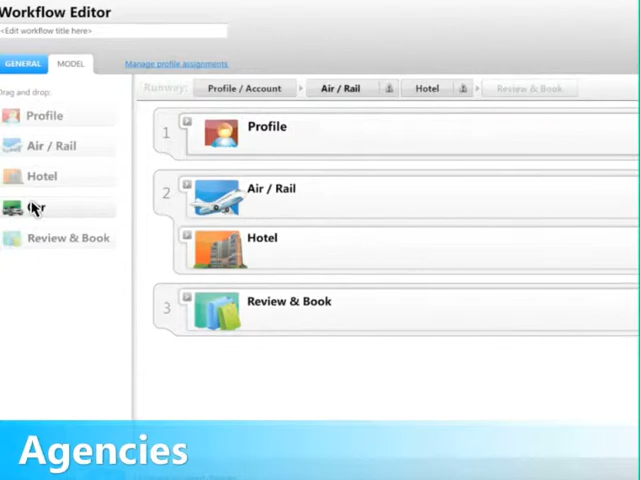 Workflow Editor
<Edit workflow title here>
GENERAL
MODEL
Manage profile assignments
Drag and drop:
Runway:
Profile / Account
Air / Rail
Hotel
Review & Book
Profile
Air / Rail
Hotel
Review & Book
1
Profile
2
Air / Rail
Hotel
3
Review & Book
Agencies